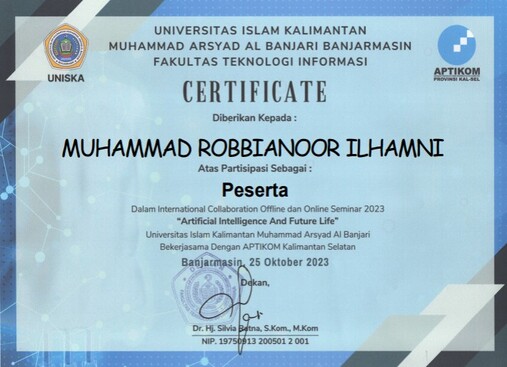 UNIVERSITAS ISLAM KALIMANTAN
MUHAMMAD ARSYAD AL BANJARI BANJARMASIN
FAKULTAS TEKNOLOGI INFORMASI
UNISKA
APTIKOM
PROVINSI KAL-SEL
CERTIFICATE
Diberikan Kepada :
MUHAMMAD ROBBIANOOR ILHAMNI
Atas Partisipasi Sebagai :
Peserta
Dalam International Collaboration Offline dan Online Seminar 2023
“Artificial Intelligence And Future Life”
Universitas Islam Kalimantan Muhammad Arsyad Al Banjari
Bekerjasama Dengan APTIKOM Kalimantan Selatan
Banjarmasin, 25 Oktober 2023
Dekan,
Dr. Hj. Silvia Ratna, S.Kom., M.Kom
NIP. 19750913 200501 2 001